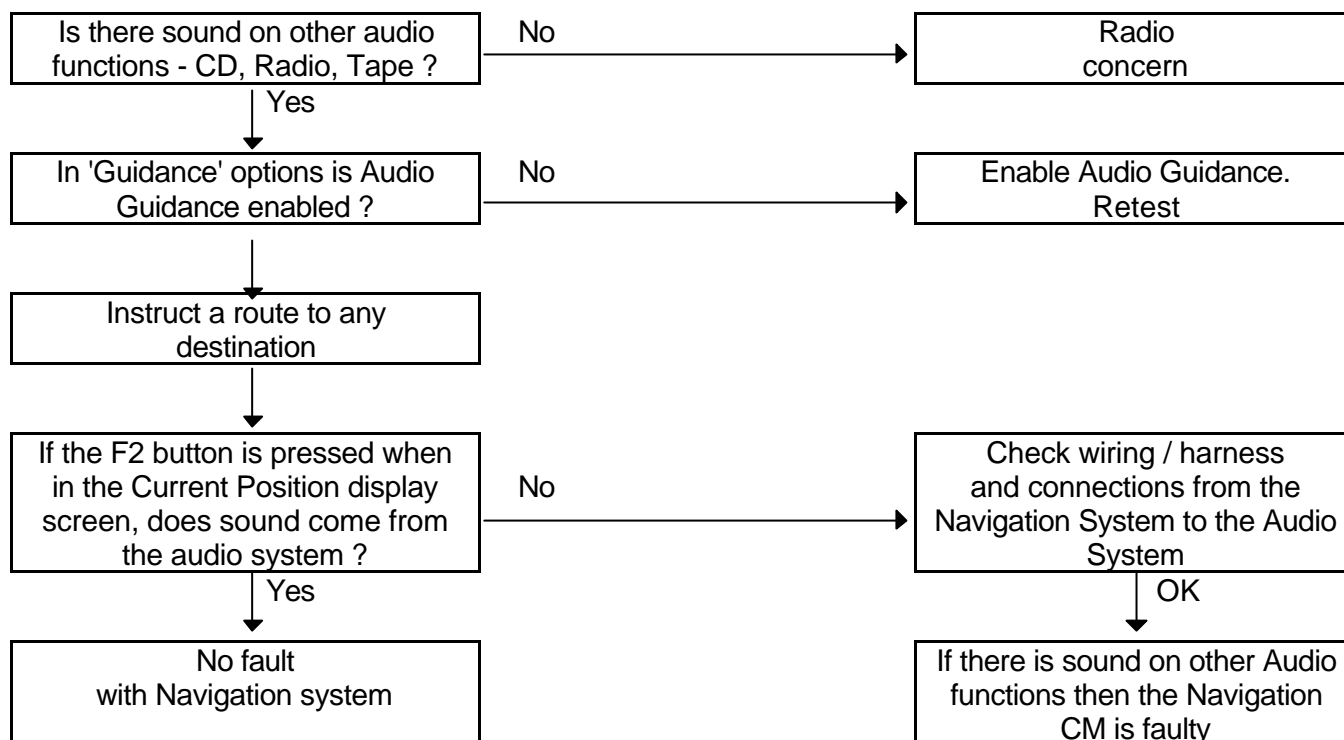 Is there sound on other audio
functions - CD, Radio, Tape ?
No
Radio
concern
Yes
In 'Guidance' options is Audio
Guidance enabled ?
No
Enable Audio Guidance.
Retest
Instruct a route to any
destination
If the F2 button is pressed when
in the Current Position display
screen, does sound come from
the audio system ?
No
Check wiring / harness
and connections from the
Navigation System to the Audio
System
Yes
OK
No fault
with Navigation system
If there is sound on other Audio
functions then the Navigation
CM is faulty